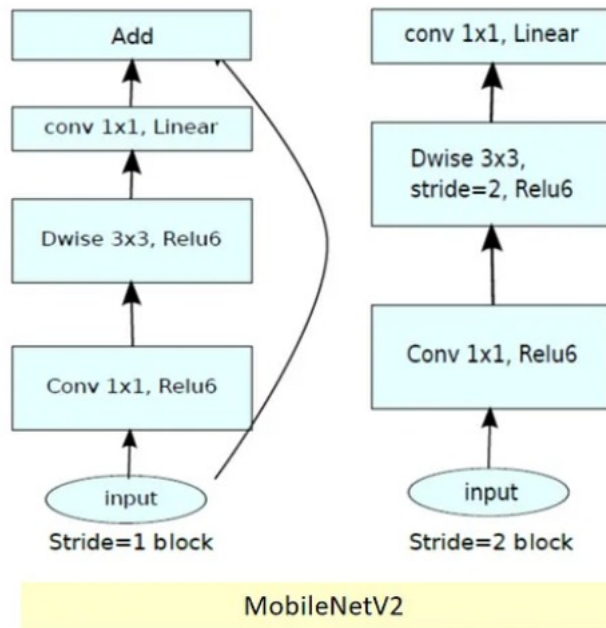 Add
conv 1x1, Linear
Dwise 3x3, Relu6
Conv 1x1, Relu6
input
Stride=1 block
conv 1x1, Linear
Dwise 3x3,
stride=2, Relu6
Conv 1x1, Relu6
input
Stride=2 block
MobileNetV2